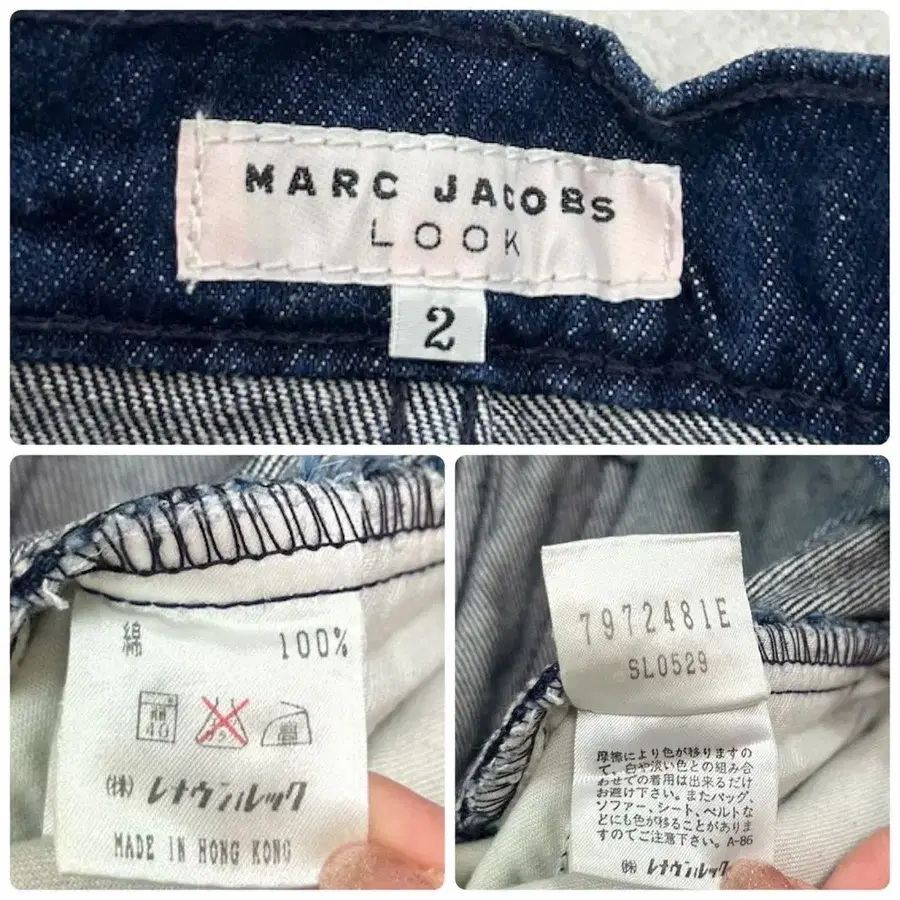 MARC JACOBS
LOOK
2
綿 100%
40
(株) レナウンルック
MADE IN HONG KONG
7972481E
SL0529
摩擦により色が移りますの
で、白や淡い色との組み合
わせでの着用は出来るだけ
お避け下さい。またバッグ、
ソファー、シート、ベルトな
どにも色が移ることがありま
すのでご注意下さい。A-86
(株) レナウンルック